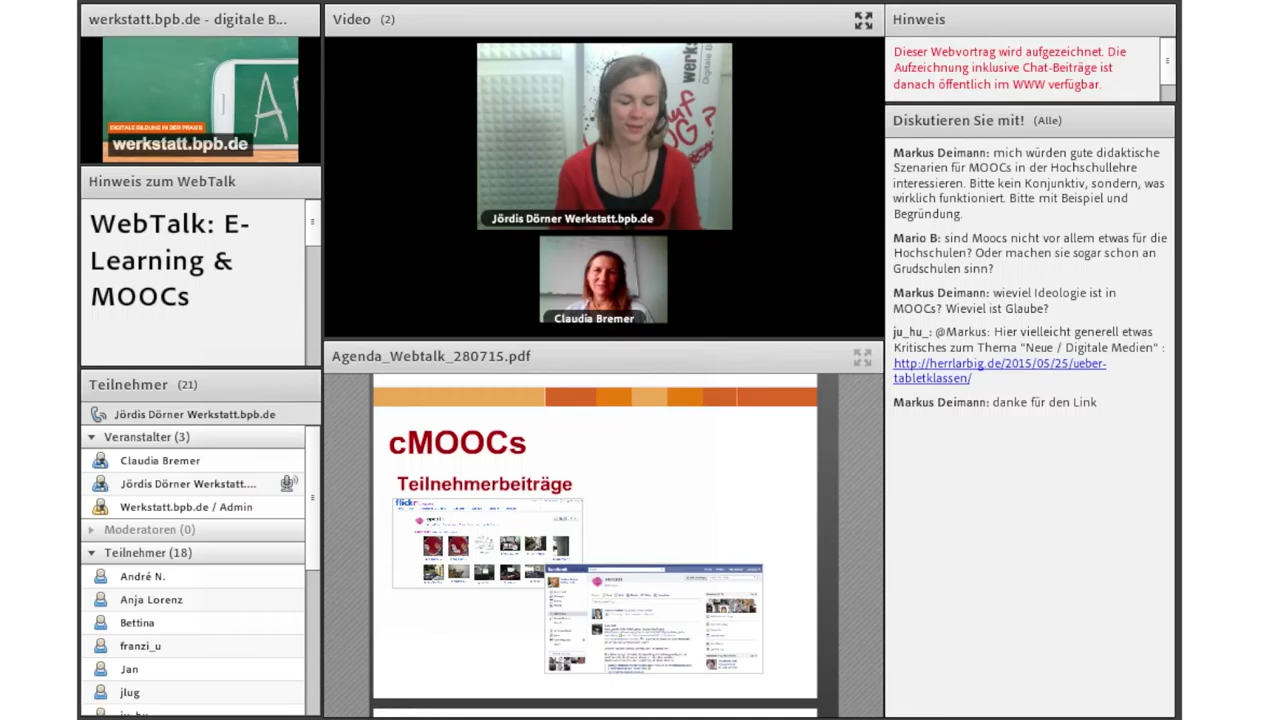 werkstatt.bpb.de - digitale B...
DIGITALE BILDUNG IN DER PRAXIS
werkstatt.bpb.de
Hinweis zum WebTalk
WebTalk: E-
Learning &
MOOCs
Teilnehmer (21)
Jördis Dörner Werkstatt.bpb.de
Veranstalter (3)
Claudia Bremer
Jördis Dörner Werkstatt....
Werkstatt.bpb.de / Admin
Moderatoren (0)
Teilnehmer (18)
André N.
Anja Lorenz
Bettina
franzi_u
Jan
jlug
Video (2)
Jördis Dörner Werkstatt.bpb.de
Claudia Bremer
Agenda_Webtalk_280715.pdf
cMOOCs
Teilnehmerbeiträge
flickr
facebook
Hinweis
Dieser Webvortrag wird aufgezeichnet. Die
Aufzeichnung inklusive Chat-Beiträge ist
danach öffentlich im WWW verfügbar.
Diskutieren Sie mit! (Alle)
Markus Deimann: mich würden gute didaktische
Szenarien für MOOCs in der Hochschullehre
interessieren. Bitte kein Konjunktiv, sondern, was
wirklich funktioniert. Bitte mit Beispiel und
Begründung.
Mario B: sind Moocs nicht vor allem etwas für die
Hochschulen? Oder machen sie sogar schon an
Grudschulen sinn?
Markus Deimann: wieviel Ideologie ist in
MOOCs? Wieviel ist Glaube?
ju_hu_: @Markus: Hier vielleicht generell etwas
Kritisches zum Thema "Neue / Digitale Medien" :
http://herrlarbig.de/2015/05/25/ueber-
tabletklassen/
Markus Deimann: danke für den Link